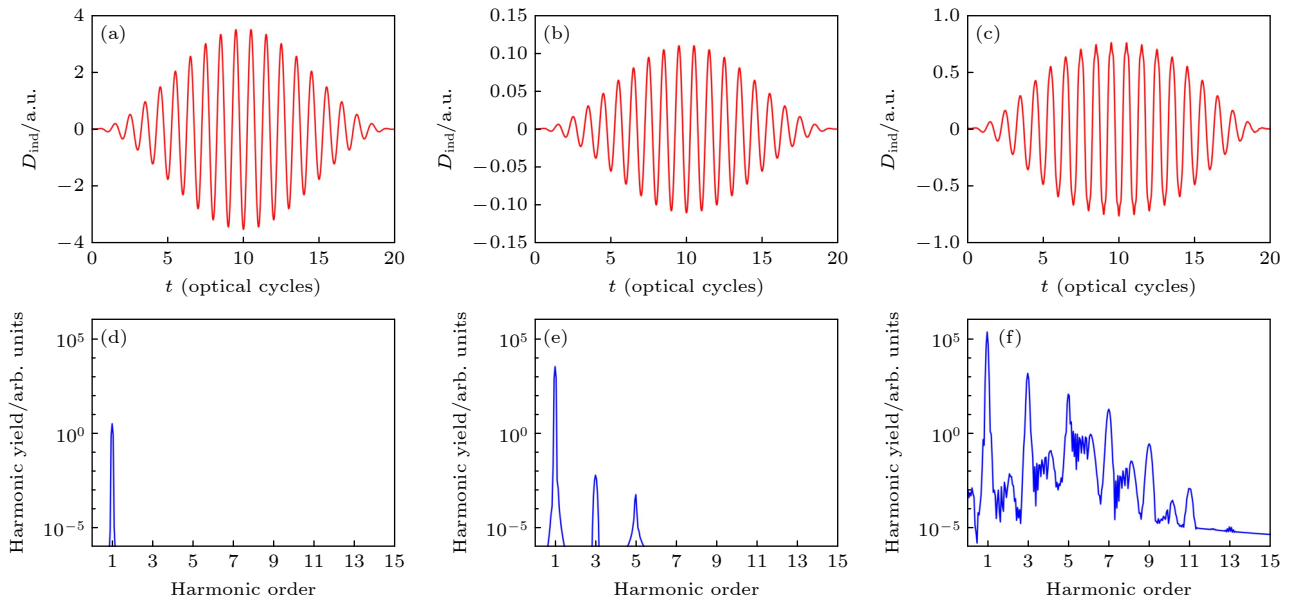 (a)
4
2
0
−2
−4
D_ind/a.u.
0 5 10 15 20
t (optical cycles)
(b)
0.15
0.10
0.05
0
−0.05
−0.10
−0.15
D_ind/a.u.
0 5 10 15 20
t (optical cycles)
(c)
1.0
0.5
0
−0.5
−1.0
D_ind/a.u.
0 5 10 15 20
t (optical cycles)
(d)
10^5
10^0
10^−5
Harmonic yield/arb. units
1 3 5 7 9 11 13 15
Harmonic order
(e)
10^5
10^0
10^−5
Harmonic yield/arb. units
1 3 5 7 9 11 13 15
Harmonic order
(f)
10^5
10^0
10^−5
Harmonic yield/arb. units
1 3 5 7 9 11 13 15
Harmonic order